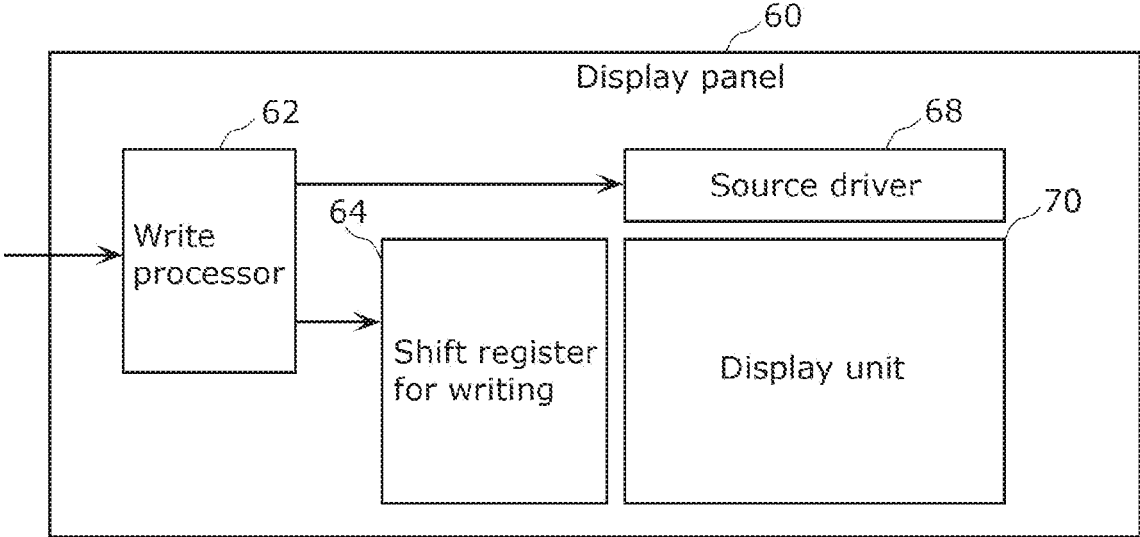 60
Display panel
62
68
Source driver
64
70
Write
processor
Shift register
for writing
Display unit